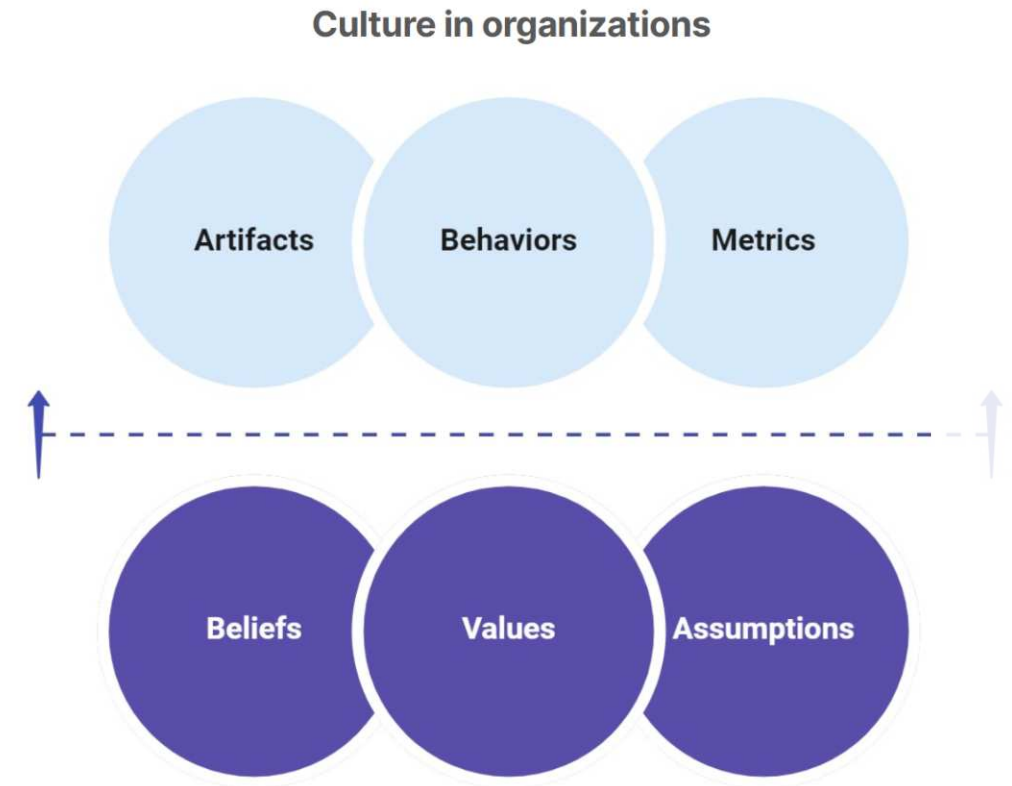 Culture in organizations
Artifacts
Behaviors
Metrics
Beliefs
Values
Assumptions